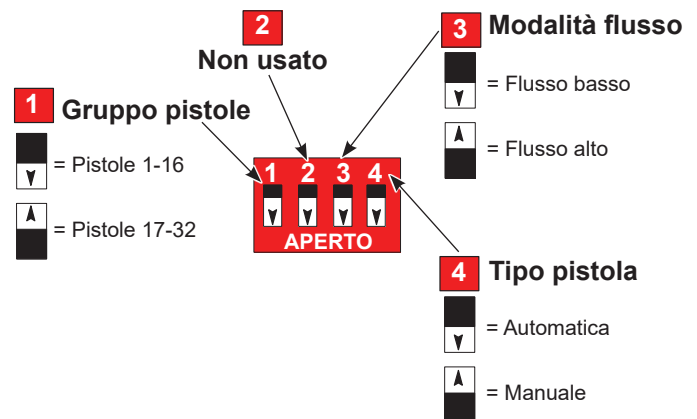 1 Gruppo pistole
= Pistole 1-16
= Pistole 17-32
2
Non usato
3 Modalità flusso
= Flusso basso
= Flusso alto
1 2 3 4
APERTO
4 Tipo pistola
= Automatica
= Manuale